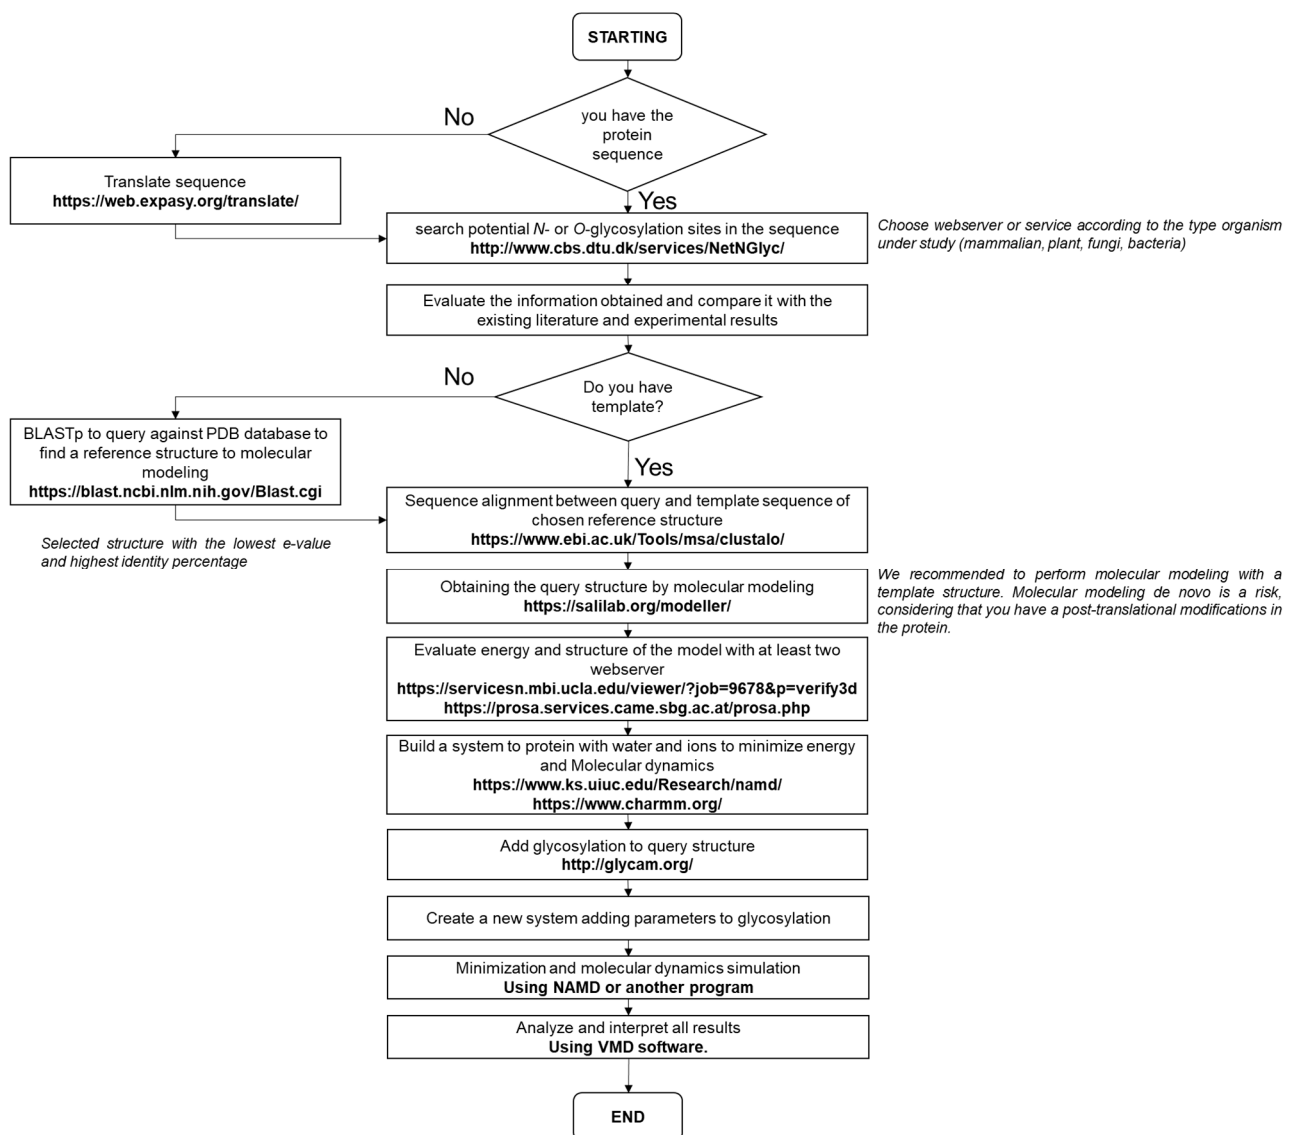 STARTING
you have the
protein
sequence
No
Yes
Translate sequence
https://web.expasy.org/translate/
search potential N- or O-glycosylation sites in the sequence
http://www.cbs.dtu.dk/services/NetNGlyc/
Choose webserver or service according to the type organism
under study (mammalian, plant, fungi, bacteria)
Evaluate the information obtained and compare it with the
existing literature and experimental results
Do you have
template?
No
Yes
BLASTp to query against PDB database to
find a reference structure to molecular
modeling
https://blast.ncbi.nlm.nih.gov/Blast.cgi
Selected structure with the lowest e-value
and highest identity percentage
Sequence alignment between query and template sequence of
chosen reference structure
https://www.ebi.ac.uk/Tools/msa/clustalo/
Obtaining the query structure by molecular modeling
https://salilab.org/modeller/
We recommended to perform molecular modeling with a
template structure. Molecular modeling de novo is a risk,
considering that you have a post-translational modifications in
the protein.
Evaluate energy and structure of the model with at least two
webserver
https://servicesn.mbi.ucla.edu/viewer/?job=9678&p=verify3d
https://prosa.services.came.sbg.ac.at/prosa.php
Build a system to protein with water and ions to minimize energy
and Molecular dynamics
https://www.ks.uiuc.edu/Research/namd/
https://www.charmm.org/
Add glycosylation to query structure
http://glycam.org/
Create a new system adding parameters to glycosylation
Minimization and molecular dynamics simulation
Using NAMD or another program
Analyze and interpret all results
Using VMD software.
END